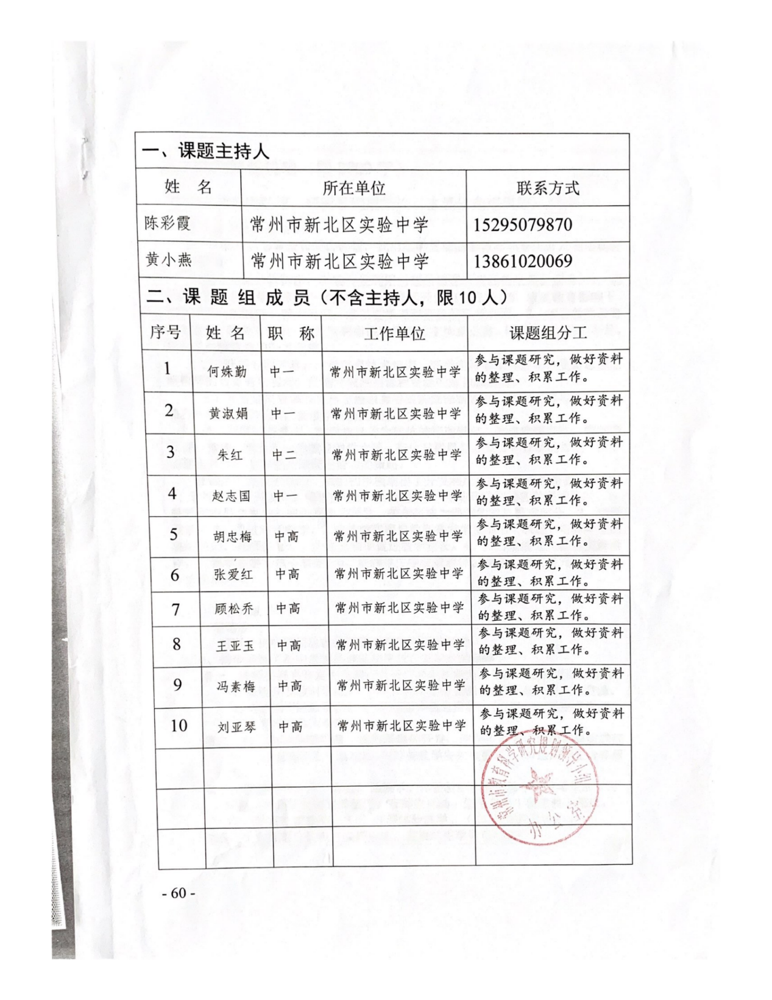 一、课题主持人
姓 名 所在单位 联系方式
陈彩霞 常州市新北区实验中学 15295079870
黄小燕 常州市新北区实验中学 13861020069
二、课 题 组 成 员（不含主持人，限10人）
序号 姓 名 职 称 工作单位 课题组分工
1 何姝勤 中一 常州市新北区实验中学 参与课题研究，做好资料
的整理、积累工作。
2 黄淑娟 中一 常州市新北区实验中学 参与课题研究，做好资料
的整理、积累工作。
3 朱红 中二 常州市新北区实验中学 参与课题研究，做好资料
的整理、积累工作。
4 赵志国 中一 常州市新北区实验中学 参与课题研究，做好资料
的整理、积累工作。
5 胡忠梅 中高 常州市新北区实验中学 参与课题研究，做好资料
的整理、积累工作。
6 张爱红 中高 常州市新北区实验中学 参与课题研究，做好资料
的整理、积累工作。
7 顾松乔 中高 常州市新北区实验中学 参与课题研究，做好资料
的整理、积累工作。
8 王亚玉 中高 常州市新北区实验中学 参与课题研究，做好资料
的整理、积累工作。
9 冯素梅 中高 常州市新北区实验中学 参与课题研究，做好资料
的整理、积累工作。
10 刘亚琴 中高 常州市新北区实验中学 参与课题研究，做好资料
的整理、积累工作。
常州市教育科学研究规划领导小组
办公室
- 60 -